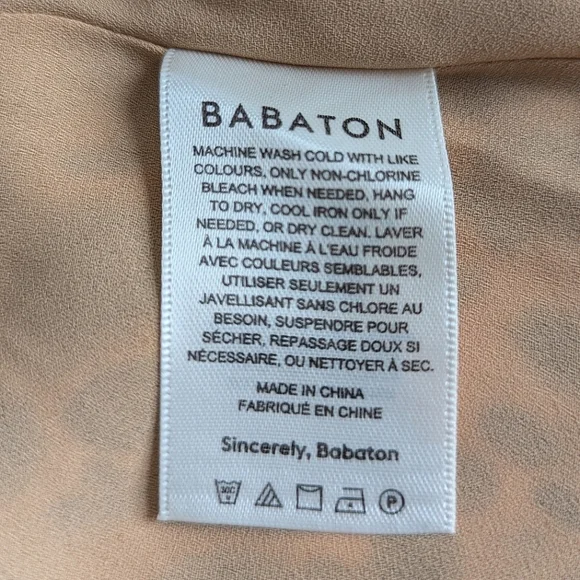 BABATON
MACHINE WASH COLD WITH LIKE
COLOURS, ONLY NON-CHLORINE
BLEACH WHEN NEEDED, HANG
TO DRY, COOL IRON ONLY IF
NEEDED, OR DRY CLEAN. LAVER
À LA MACHINE À L'EAU FROIDE
AVEC COULEURS SEMBLABLES,
UTILISER SEULEMENT UN
JAVELLISANT SANS CHLORE AU
BESOIN, SUSPENDRE POUR
SÉCHER, REPASSAGE DOUX SI
NÉCESSAIRE, OU NETTOYER À SEC.
MADE IN CHINA
FABRIQUÉ EN CHINE
Sincerely, Babaton
30C P